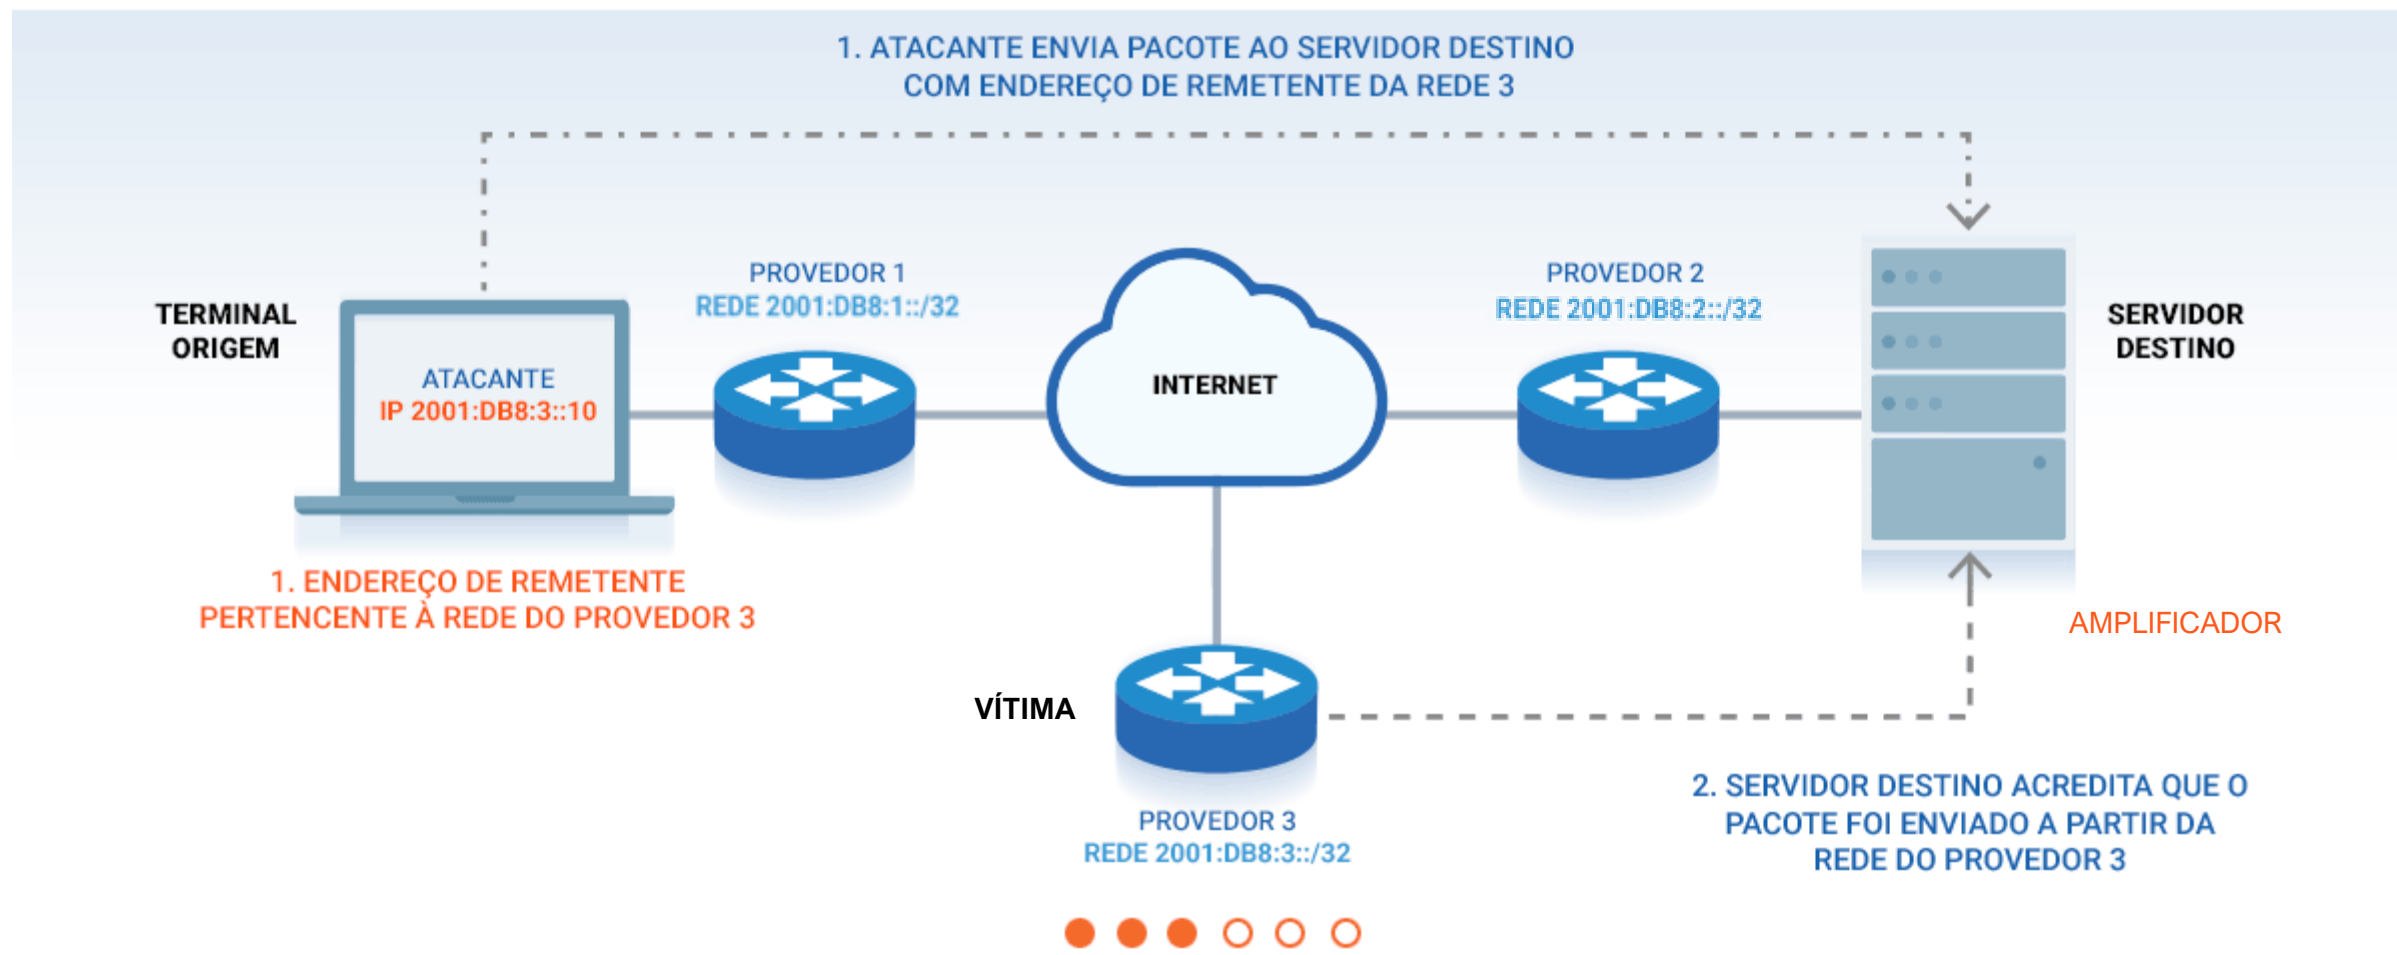 1. ATACANTE ENVIA PACOTE AO SERVIDOR DESTINO
COM ENDEREÇO DE REMETENTE DA REDE 3
TERMINAL
ORIGEM
ATACANTE
IP 2001:DB8:3::10
1. ENDEREÇO DE REMETENTE
PERTENCENTE À REDE DO PROVEDOR 3
PROVEDOR 1
REDE 2001:DB8:1::/32
INTERNET
PROVEDOR 2
REDE 2001:DB8:2::/32
SERVIDOR
DESTINO
AMPLIFICADOR
VÍTIMA
PROVEDOR 3
REDE 2001:DB8:3::/32
2. SERVIDOR DESTINO ACREDITA QUE O
PACOTE FOI ENVIADO A PARTIR DA
REDE DO PROVEDOR 3